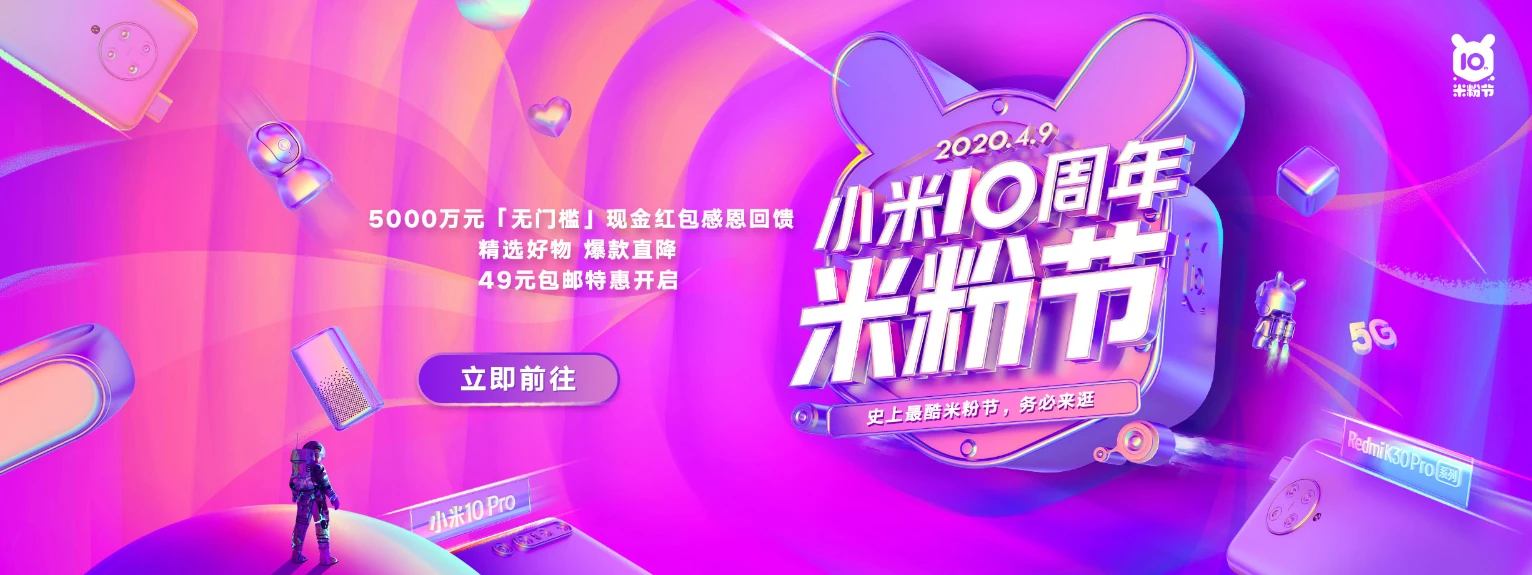 10
米粉节
2020.4.9
小米10周年
米粉节
史上最酷米粉节，务必来逛
5000万元「无门槛」现金红包感恩回馈
精选好物 爆款直降
49元包邮特惠开启
立即前往
5G
小米10 Pro
Redmi K30 Pro 系列